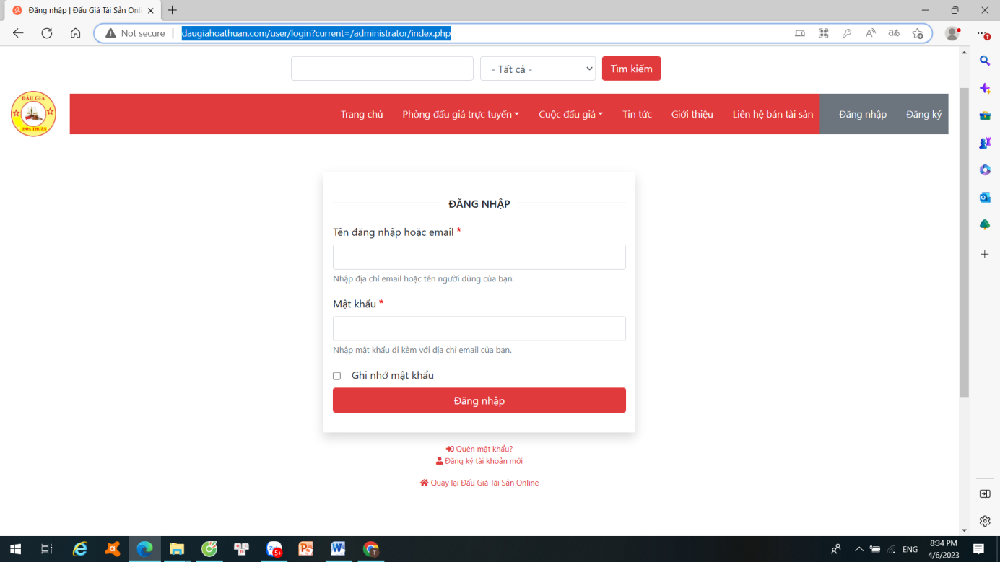 Đăng nhập | Đấu Giá Tài Sản Onli
Not secure | daugiahoathuan.com/user/login?current=/administrator/index.php
- Tất cả -
Tìm kiếm
ĐẤU GIÁ
HÒA THUẬN
Trang chủ Phòng đấu giá trực tuyến Cuộc đấu giá Tin tức Giới thiệu Liên hệ bán tài sản Đăng nhập Đăng ký
ĐĂNG NHẬP
Tên đăng nhập hoặc email *
Nhập địa chỉ email hoặc tên người dùng của bạn.
Mật khẩu *
Nhập mật khẩu đi kèm với địa chỉ email của bạn.
Ghi nhớ mật khẩu
Đăng nhập
Quên mật khẩu?
Đăng ký tài khoản mới
Quay lại Đấu Giá Tài Sản Online
5+
T
ENG
8:34 PM
4/6/2023